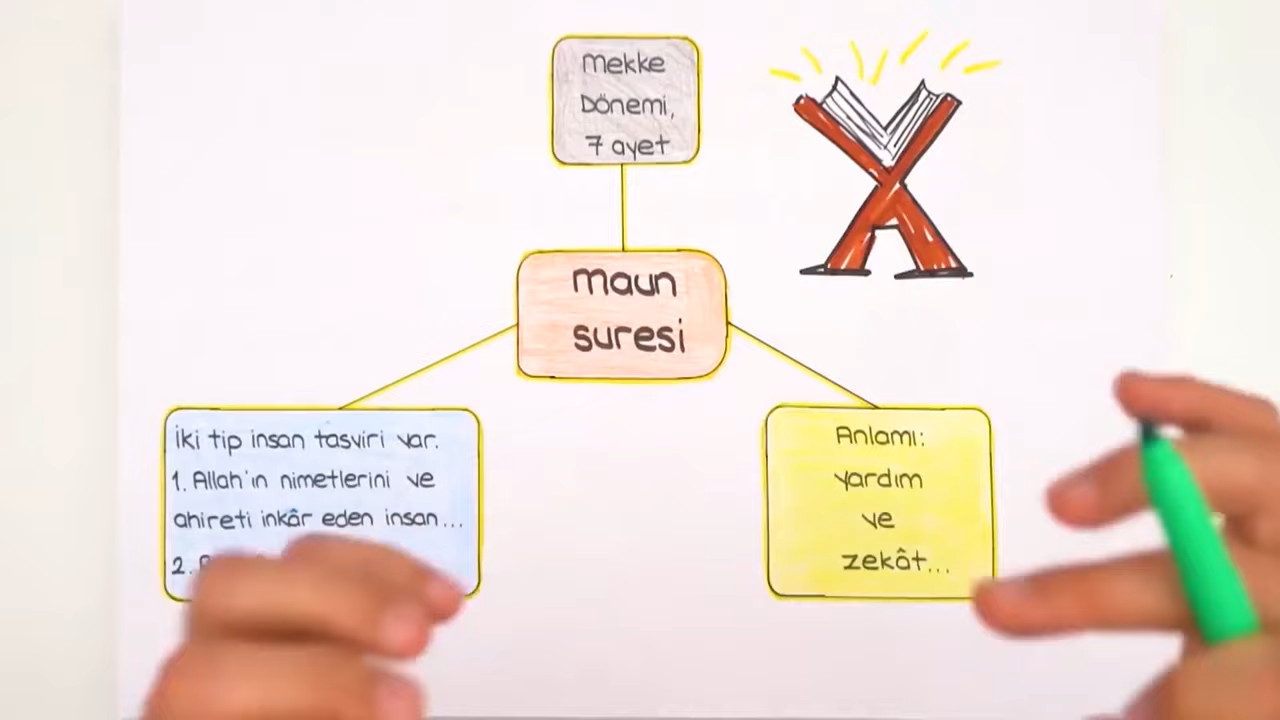 Mekke
Dönemi,
7 ayet
Maun
suresi
İki tip insan tasviri var.
1. Allah'ın nimetlerini ve
ahireti inkâr eden insan...
2.
Anlamı:
yardım
ve
zekât...